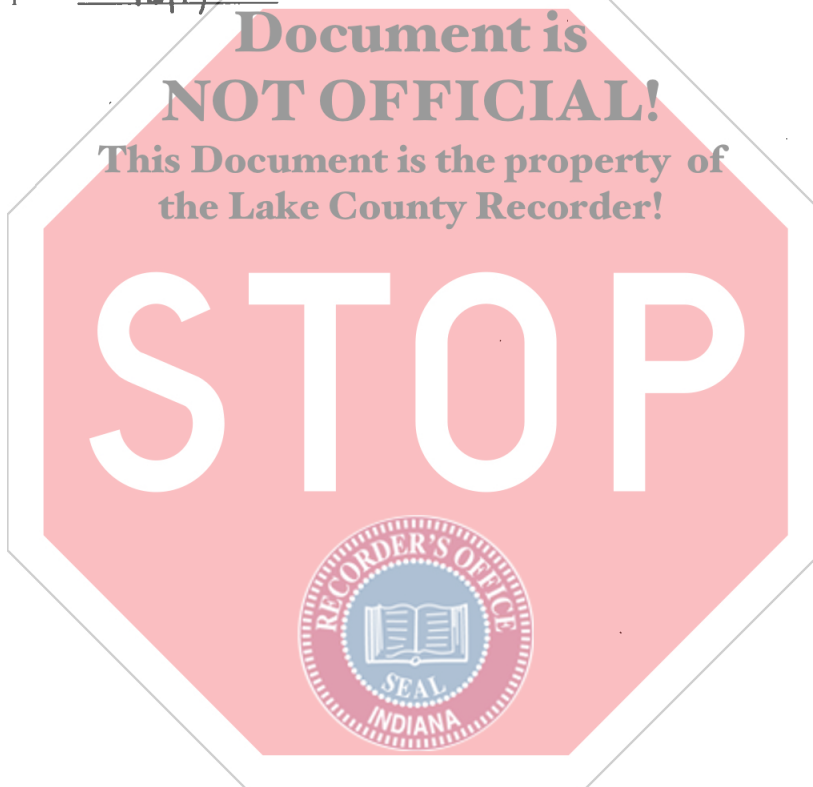 Document is
NOT OFFICIAL!
This Document is the property of
the Lake County Recorder!
STOP
RECORDER'S OFFICE
SEAL
INDIANA